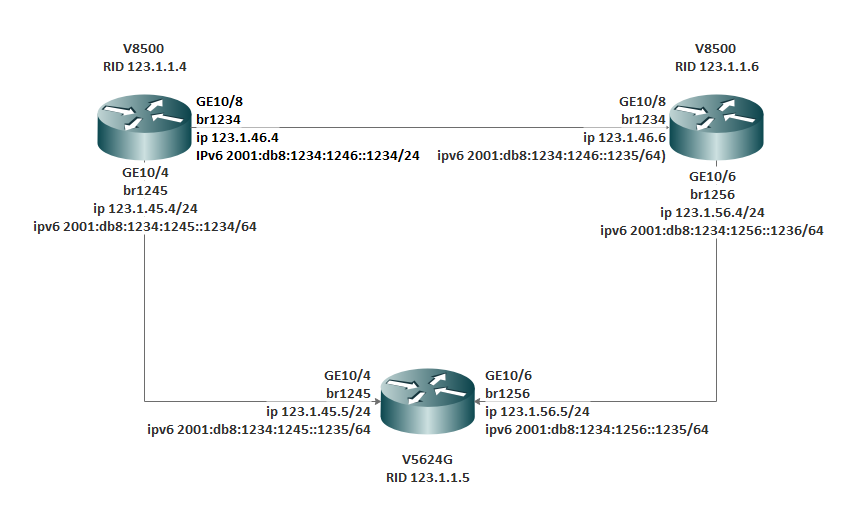 V8500
RID 123.1.1.4
GE10/8
br1234
ip 123.1.46.4
IPv6 2001:db8:1234:1246::1234/24
GE10/4
br1245
ip 123.1.45.4/24
ipv6 2001:db8:1234:1245::1234/64
V8500
RID 123.1.1.6
GE10/8
br1234
ip 123.1.46.6
ipv6 2001:db8:1234:1246::1235/64)
GE10/6
br1256
ip 123.1.56.4/24
ipv6 2001:db8:1234:1256::1236/64
GE10/4
br1245
ip 123.1.45.5/24
ipv6 2001:db8:1234:1245::1235/64
GE10/6
br1256
ip 123.1.56.5/24
ipv6 2001:db8:1234:1256::1235/64
V5624G
RID 123.1.1.5